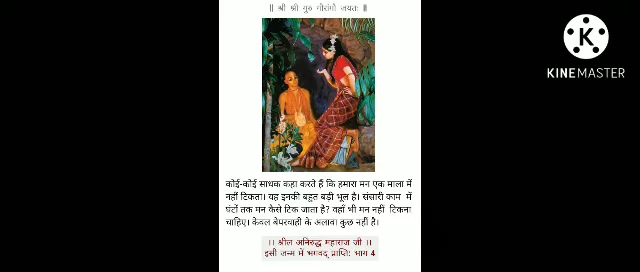 || श्री श्री गुरु गौरांगो जयतः ||
KINEMASTER
कोई-कोई साधक कहा करते हैं कि हमारा मन एक माला में
नहीं टिकता। यह इनकी बहुत बड़ी भूल है। संसारी काम में
घंटों तक मन कैसे टिक जाता है? वहाँ भी मन नहीं टिकना
चाहिए। केवल बेपरवाही के अलावा कुछ नहीं है।
।। श्रील अनिरुद्ध महाराज जी ।।
इसी जन्म में भगवद् प्राप्ति: भाग 4